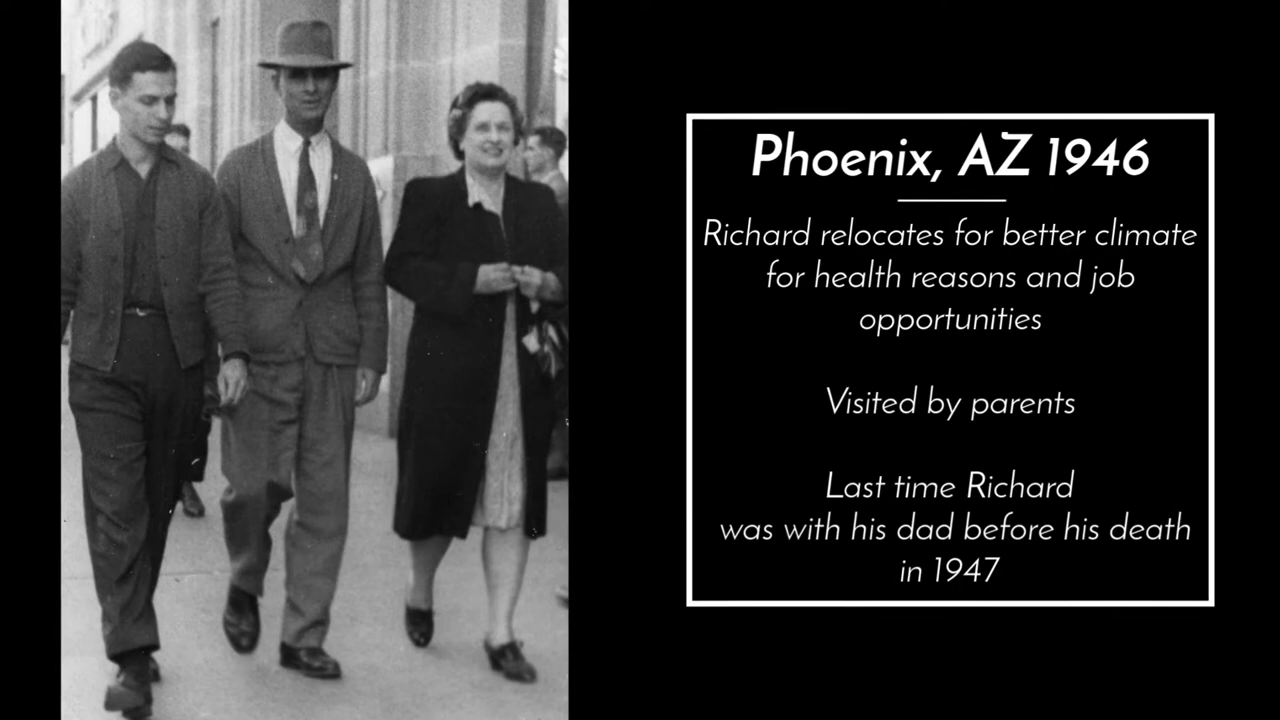 Phoenix, AZ 1946
Richard relocates for better climate
for health reasons and job
opportunities
Visited by parents
Last time Richard
was with his dad before his death
in 1947